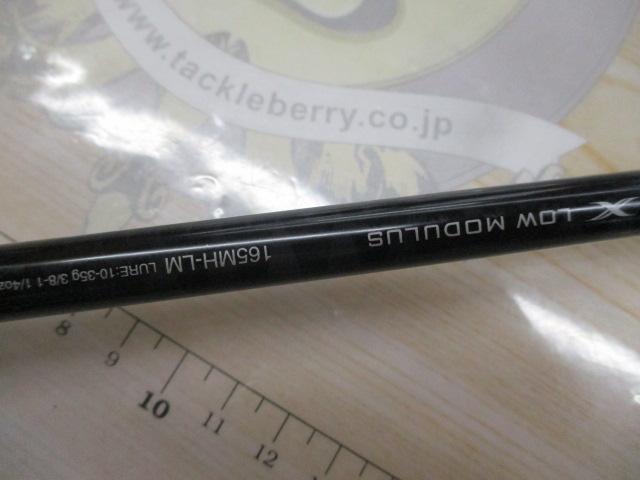 www.tackleberry.co.jp
X LOW MODULUS
165MH-LM LURE:10-35g 3/8-1 1/4oz
8 9 10 11 12